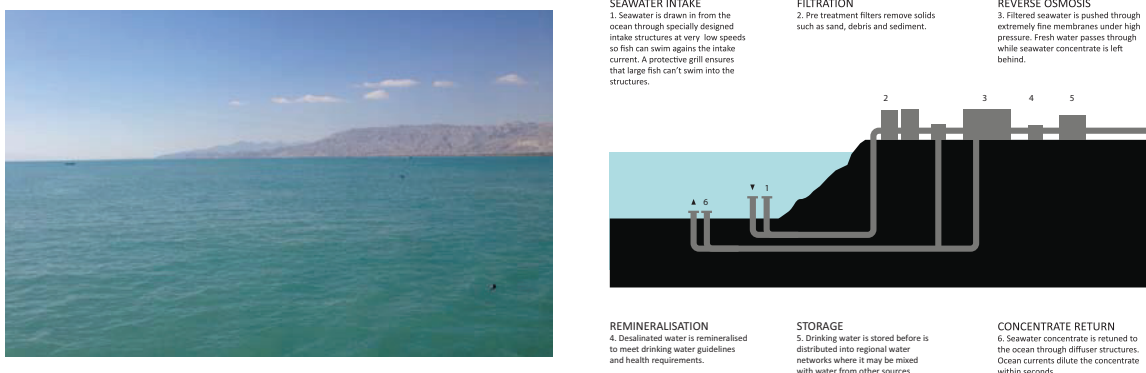 SEAWATER INTAKE
1. Seawater is drawn in from the
ocean through specially designed
intake structures at very low speeds
so fish can swim agains the intake
current. A protective grill ensures
that large fish can't swim into the
structures.
FILTRATION
2. Pre treatment filters remove solids
such as sand, debris and sediment.
REVERSE OSMOSIS
3. Filtered seawater is pushed through
extremely fine membranes under high
pressure. Fresh water passes through
while seawater concentrate is left
behind.
2
3
4
5
1
6
REMINERALISATION
4. Desalinated water is remineralised
to meet drinking water guidelines
and health requirements.
STORAGE
5. Drinking water is stored before is
distributed into regional water
networks where it may be mixed
with water from other sources
CONCENTRATE RETURN
6. Seawater concentrate is retuned to
the ocean through diffuser structures.
Ocean currents dilute the concentrate
within seconds